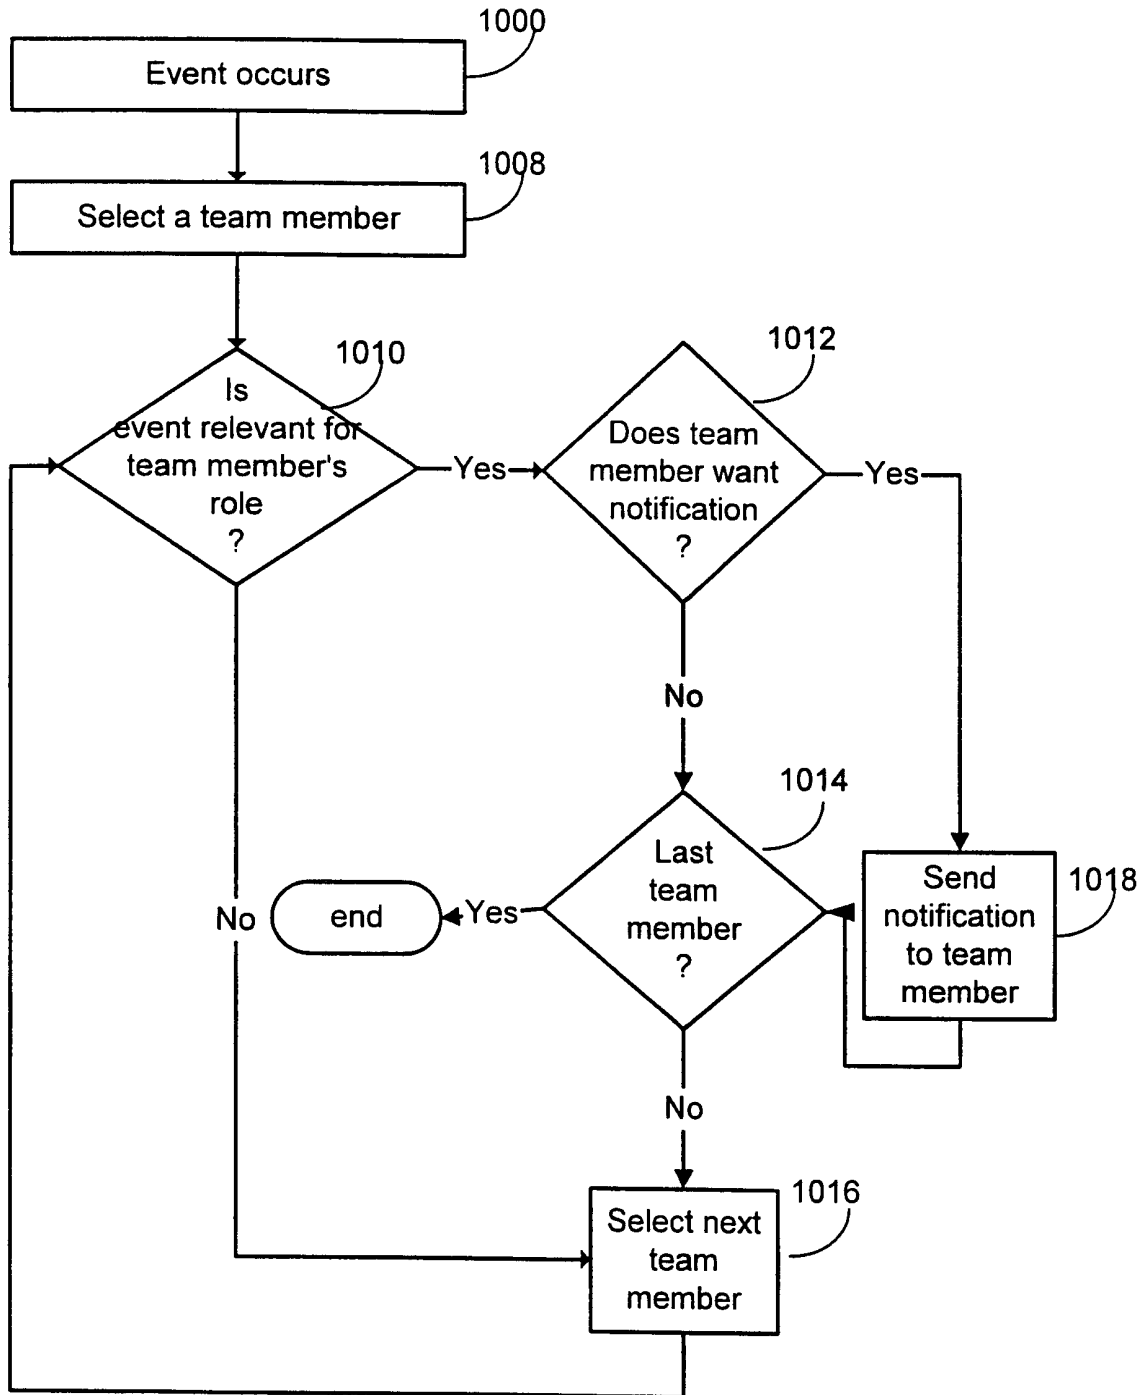 1000
Event occurs
1008
Select a team member
1010
Is
event relevant for
team member's
role
?
Yes
1012
Does team
member want
notification
?
Yes
No
1014
Last
team
member
?
Yes
end
No
1018
Send
notification
to team
member
No
1016
Select next
team
member